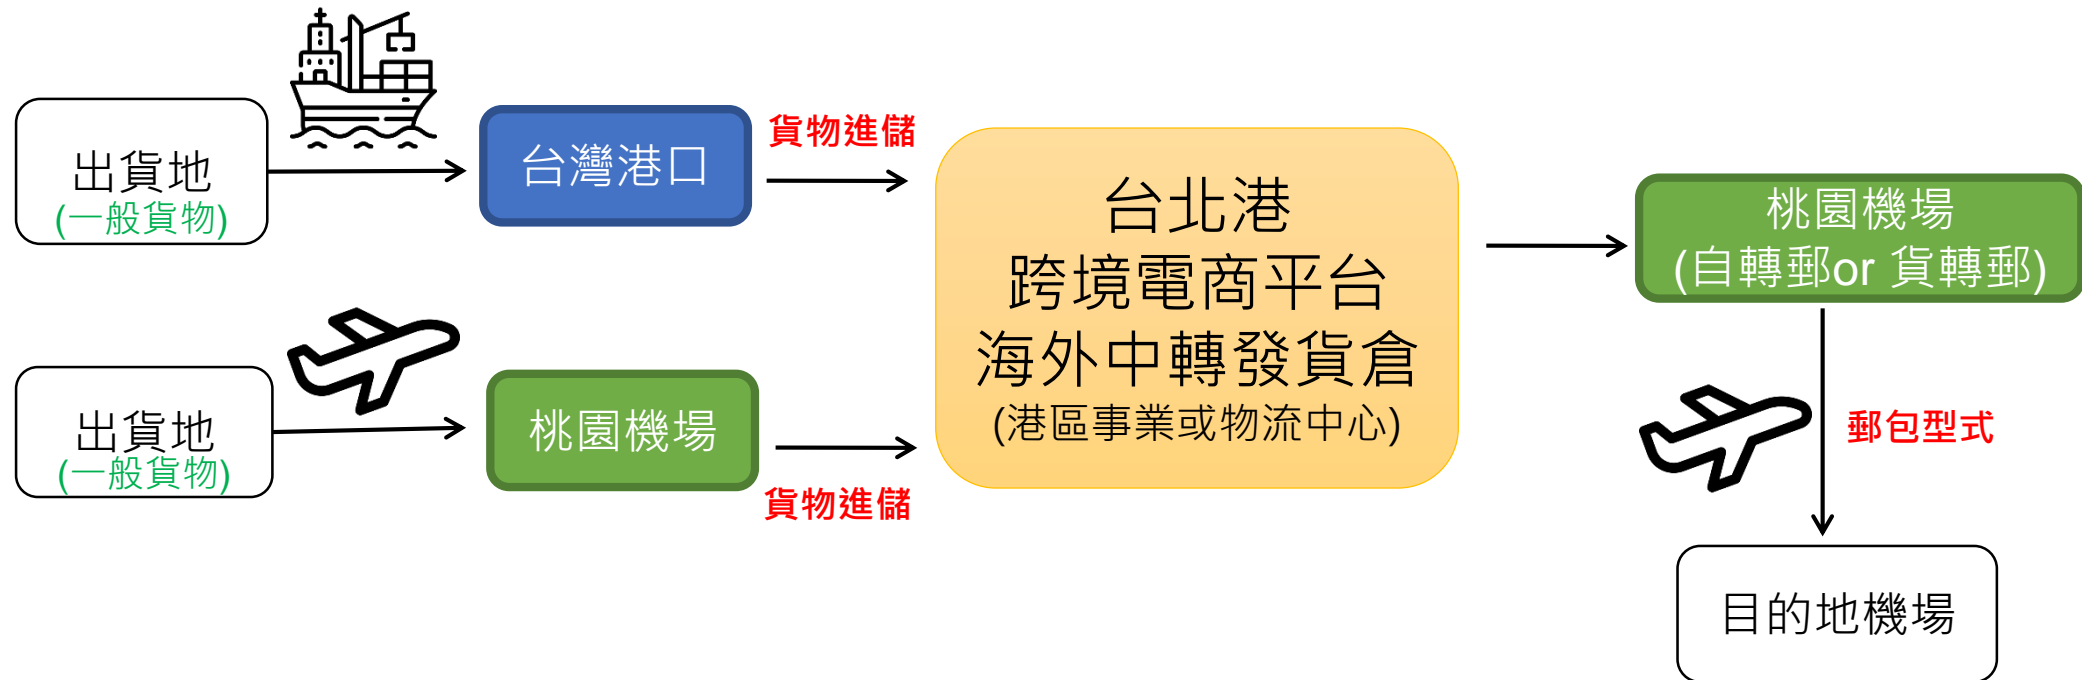 出貨地
(一般貨物)
台灣港口
貨物進儲
出貨地
(一般貨物)
桃園機場
貨物進儲
台北港
跨境電商平台
海外中轉發貨倉
(港區事業或物流中心)
桃園機場
(自轉郵or 貨轉郵)
郵包型式
目的地機場